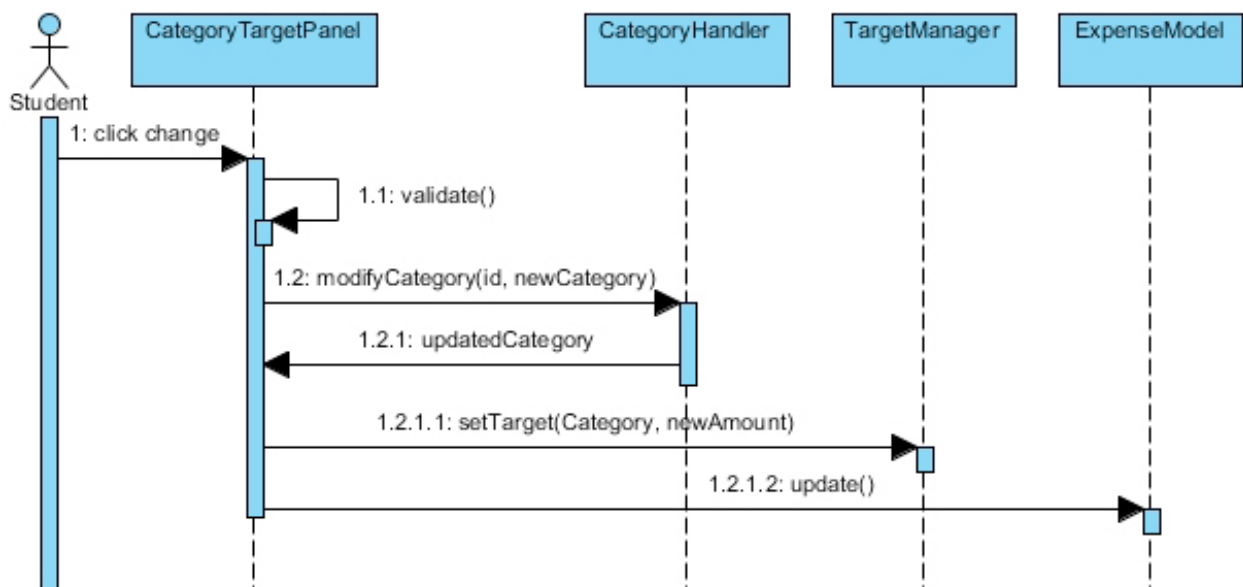 CategoryTargetPanel
CategoryHandler
TargetManager
ExpenseModel
Student
1: click change
1.1: validate()
1.2: modifyCategory(id, newCategory)
1.2.1: updatedCategory
1.2.1.1: setTarget(Category, newAmount)
1.2.1.2: update()